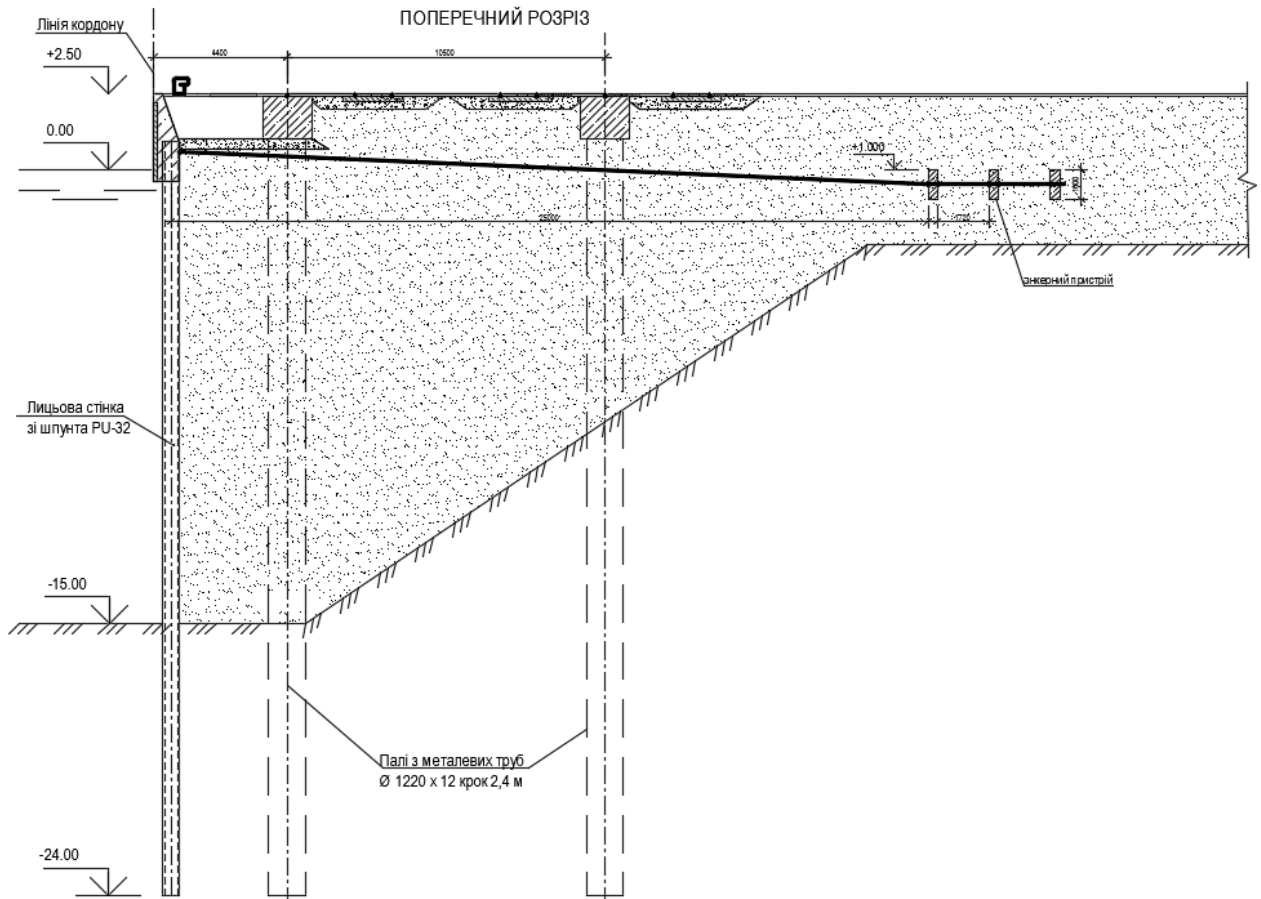 ПОПЕРЕЧНИЙ РОЗРІЗ
Лінія кордону
+2.50
4400
10500
0.00
+1.000
25000
анкерний пристрій
Лицьова стінка
зі шпунта PU-32
-15.00
Палі з металевих труб
Ø 1220 x 12 крок 2,4 м
-24.00